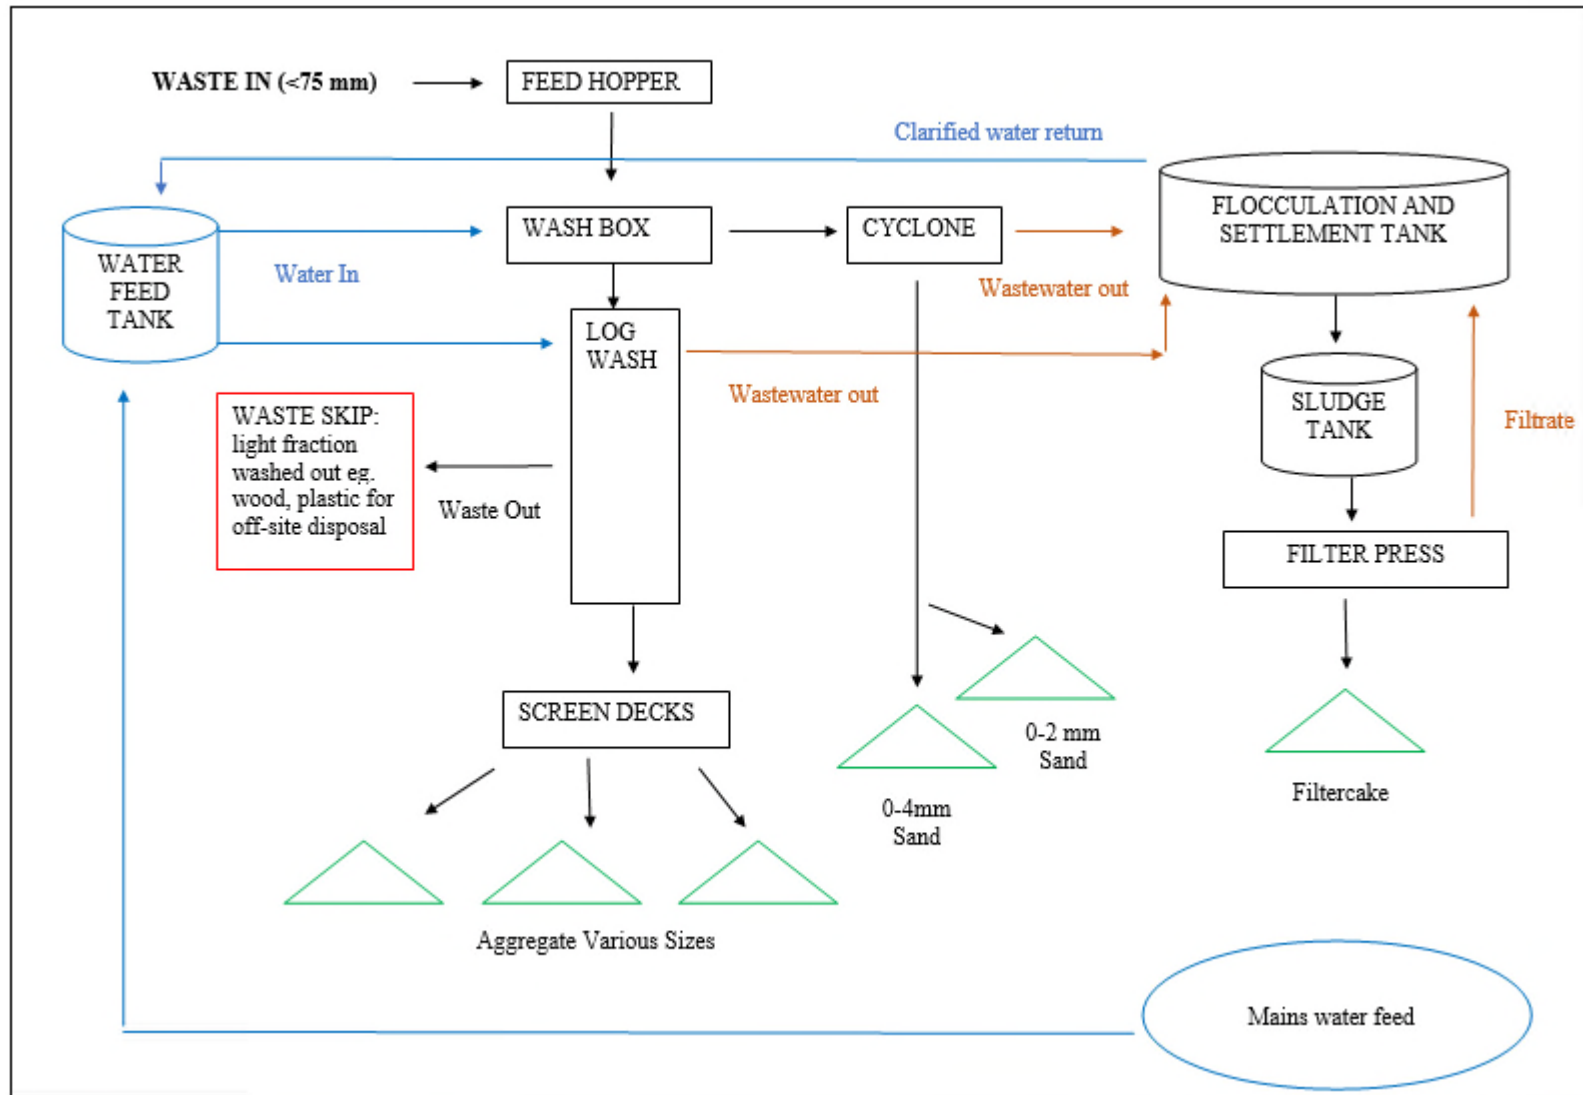 WASTE IN (<75 mm)
FEED HOPPER
Clarified water return
WATER
FEED
TANK
Water In
WASH BOX
CYCLONE
Wastewater out
FLOCCULATION AND
SETTLEMENT TANK
LOG
WASH
Wastewater out
SLUDGE
TANK
Filtrate
WASTE SKIP:
light fraction
washed out eg.
wood, plastic for
off-site disposal
Waste Out
FILTER PRESS
SCREEN DECKS
0-2 mm
Sand
0-4mm
Sand
Filtercake
Aggregate Various Sizes
Mains water feed